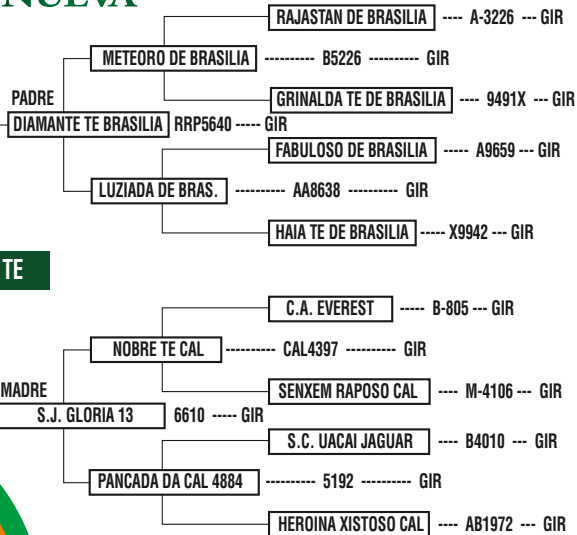 NUEVA
RAJASTAN DE BRASILIA ---- A-3226 --- GIR
METEORO DE BRASILIA ---------- B5226 ---------- GIR
PADRE
GRINALDA TE DE BRASILIA ---- 9491X --- GIR
DIAMANTE TE BRASILIA RRP5640 ----- GIR
FABULOSO DE BRASILIA ----- A9659 --- GIR
LUZIADA DE BRAS. ---------- AA8638 ---------- GIR
HAIA TE DE BRASILIA ----- X9942 --- GIR
TE
C.A. EVEREST ----- B-805 --- GIR
NOBRE TE CAL ---------- CAL4397 ---------- GIR
MADRE
SENXEM RAPOSO CAL ---- M-4106 --- GIR
S.J. GLORIA 13 6610 ----- GIR
S.C. UACAI JAGUAR ---- B4010 --- GIR
PANCADA DA CAL 4884 ---------- 5192 ---------- GIR
HEROINA XISTOSO CAL ---- AB1972 --- GIR